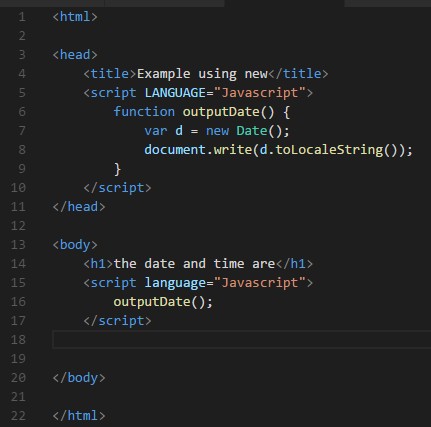 1 <html>
2
3 <head>
4     <title>Example using new</title>
5     <script LANGUAGE="Javascript">
6         function outputDate() {
7             var d = new Date();
8             document.write(d.toLocaleString());
9         }
10     </script>
11 </head>
12
13 <body>
14     <h1>the date and time are</h1>
15     <script language="Javascript">
16         outputDate();
17     </script>
18
19
20 </body>
21
22 </html>